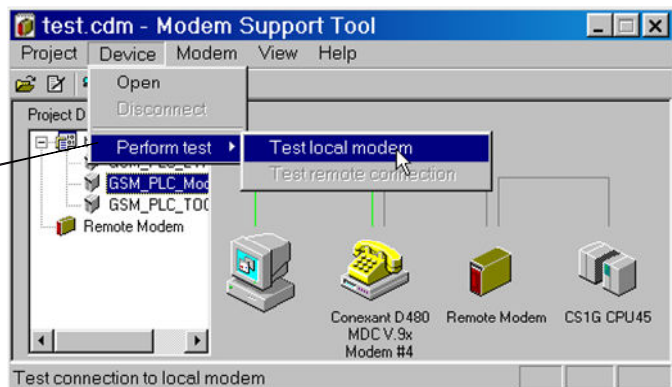 test.cdm - Modem Support Tool
Project Device Modem View Help
Open
Project D
Disconnect
Perform test
Test local modem
GSM_PLC_Mod
Test remote connection
GSM_PLC_TOO
Remote Modem
Conexant D480
MDC V.9x
Modem #4
Remote Modem
CS1G CPU45
Test connection to local modem